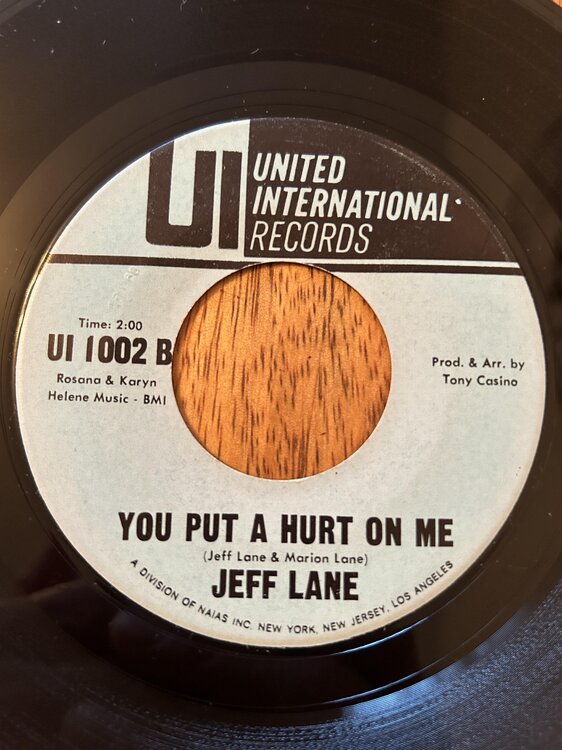 UI
UNITED
INTERNATIONAL
RECORDS
Time: 2:00
UI 1002 B
Rosana & Karyn
Helene Music - BMI
Prod. & Arr. by
Tony Casino
YOU PUT A HURT ON ME
(Jeff Lane & Marion Lane)
JEFF LANE
A DIVISION OF NAIAS INC. NEW YORK, NEW JERSEY, LOS ANGELES